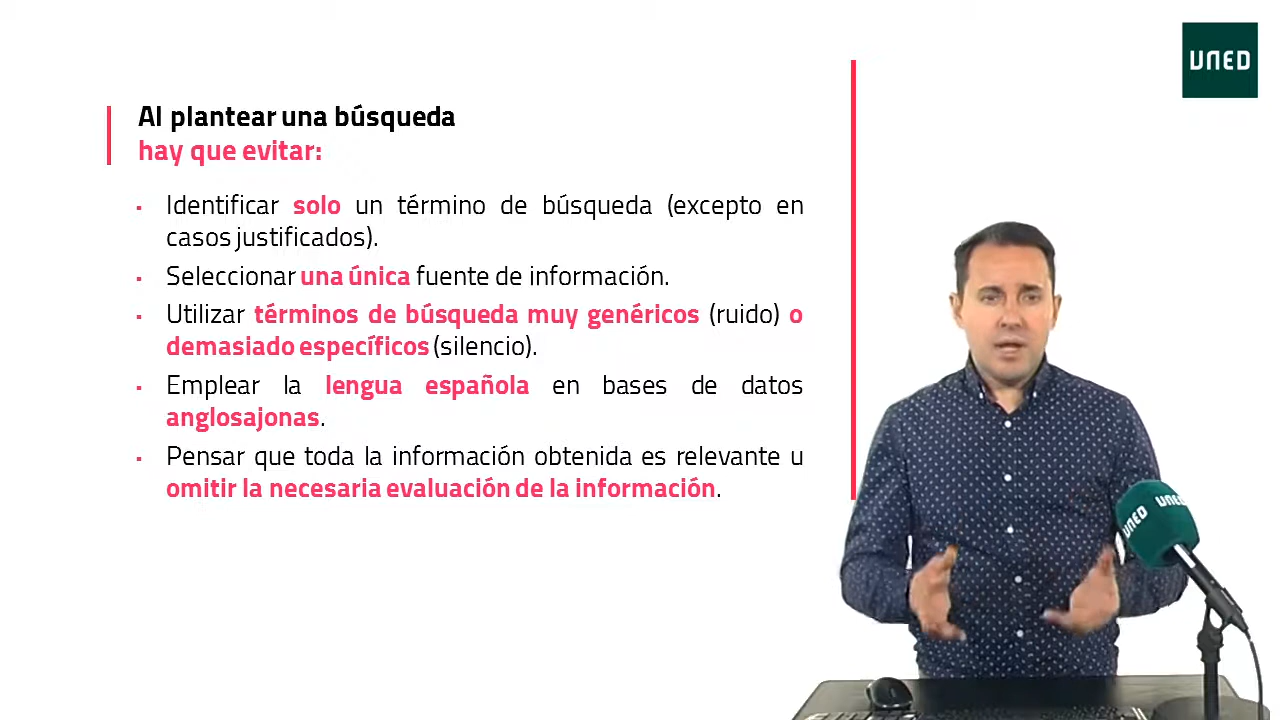 UNED
Al plantear una búsqueda
hay que evitar:
▪ Identificar solo un término de búsqueda (excepto en
casos justificados).
▪ Seleccionar una única fuente de información.
▪ Utilizar términos de búsqueda muy genéricos (ruido) o
demasiado específicos (silencio).
▪ Emplear la lengua española en bases de datos
anglosajonas.
▪ Pensar que toda la información obtenida es relevante u
omitir la necesaria evaluación de la información.
UNED UNED